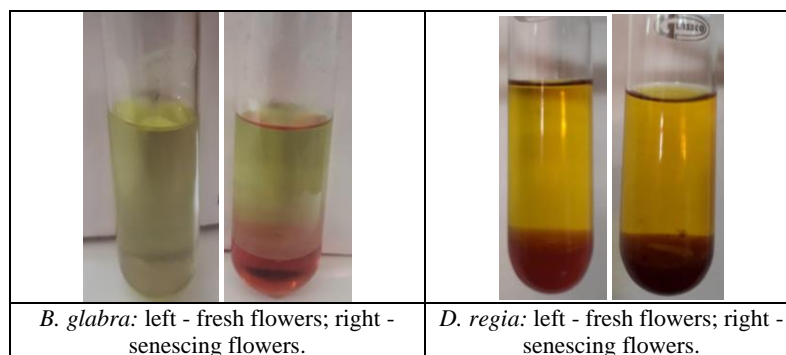 B. glabra: left - fresh flowers; right -
senescing flowers.
D. regia: left - fresh flowers; right -
senescing flowers.